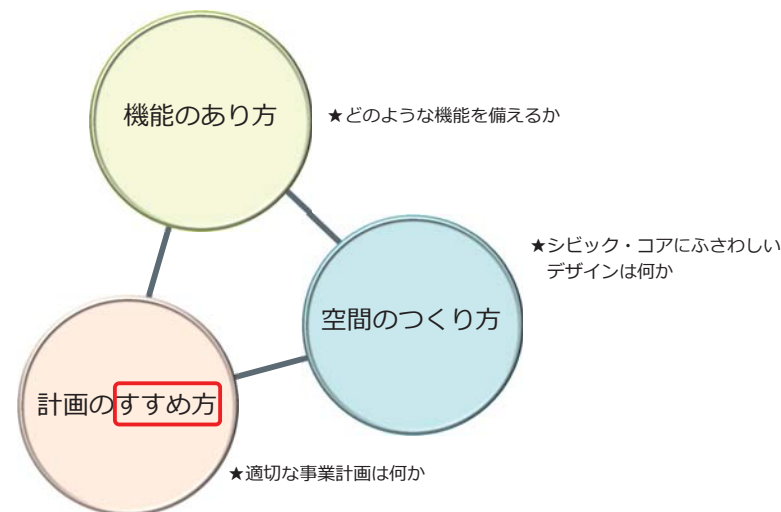 機能のあり方
★どのような機能を備えるか
★シビック・コアにふさわしい
デザインは何か
空間のつくり方
計画のすすめ方
★適切な事業計画は何か